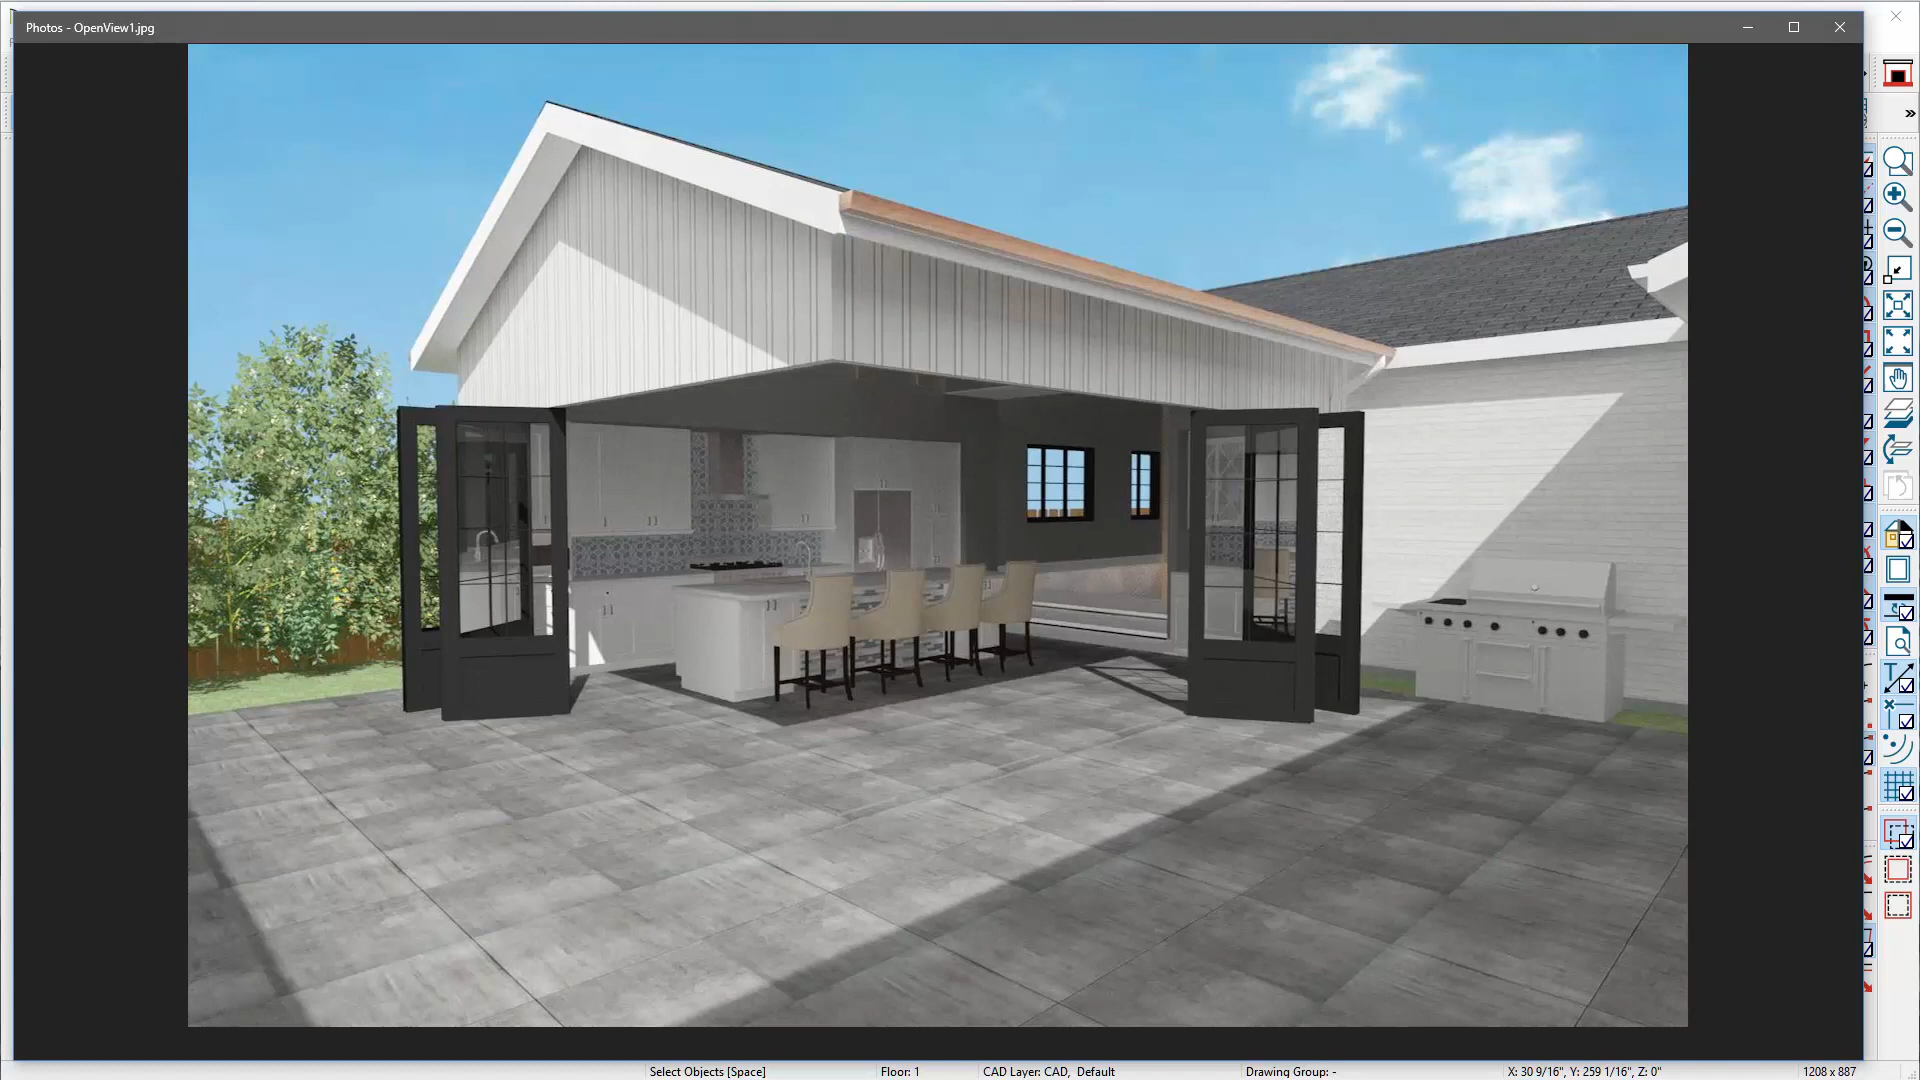 Photos - OpenView1.jpg
Select Objects [Space]
Floor: 1
CAD Layer: CAD,  Default
Drawing Group: -
X: 30 9/16", Y: 259 1/16", Z: 0"
1208 x 887